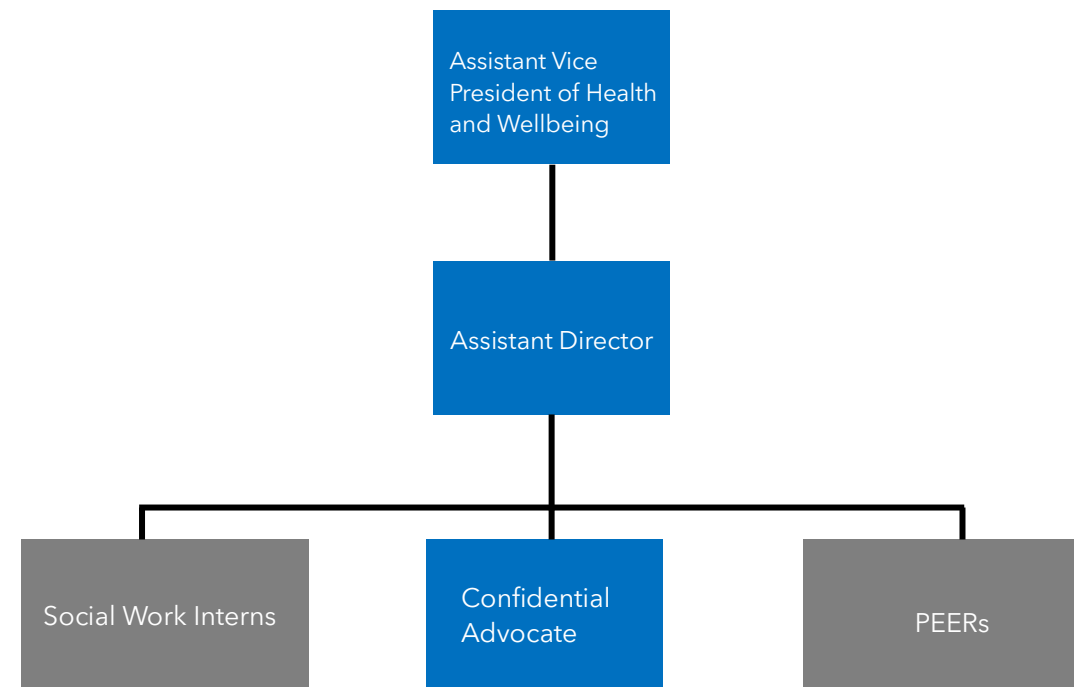 Assistant Vice
President of Health
and Wellbeing
Assistant Director
Social Work Interns
Confidential
Advocate
PEERs